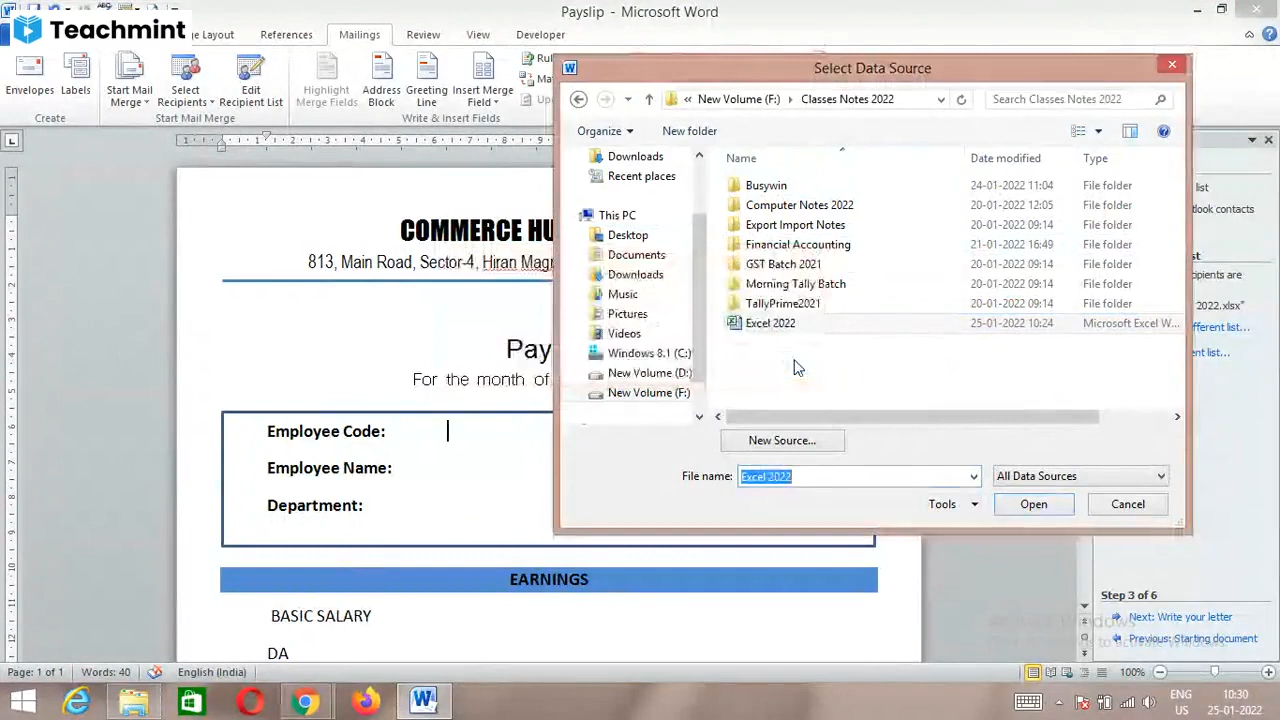 Payslip - Microsoft Word
Teachmint
ge Layout
References
Mailings
Review
View
Developer
Envelopes
Labels
Start Mail Merge
Select Recipients
Edit Recipient List
Highlight Merge Fields
Address Block
Greeting Line
Insert Merge Field
Create
Start Mail Merge
Write & Insert Fields
COMMERCE HU
813, Main Road, Sector-4, Hiran Magr
For the month of
Employee Code:
Employee Name:
Department:
EARNINGS
BASIC SALARY
DA
Select Data Source
« New Volume (F:) Classes Notes 2022
Search Classes Notes 2022
Organize
New folder
Downloads
Recent places
This PC
Desktop
Documents
Downloads
Music
Pictures
Videos
Windows 8.1 (C:)
New Volume (D:)
New Volume (F:)
Name Date modified Type
Busywin 24-01-2022 11:04 File folder
Computer Notes 2022 20-01-2022 12:05 File folder
Export Import Notes 20-01-2022 09:14 File folder
Financial Accounting 21-01-2022 16:49 File folder
GST Batch 2021 20-01-2022 09:14 File folder
Morning Tally Batch 20-01-2022 09:14 File folder
TallyPrime2021 20-01-2022 09:14 File folder
Excel 2022 25-01-2022 10:24 Microsoft Excel W...
New Source...
File name: Excel 2022
All Data Sources
Tools
Open
Cancel
list
tlook contacts
st
ipients are
2022.xlsx"
ferent list...
ent list...
Step 3 of 6
Next: Write your letter
Previous: Starting document
Page: 1 of 1
Words: 40
English (India)
100%
ENG
US
10:30
25-01-2022